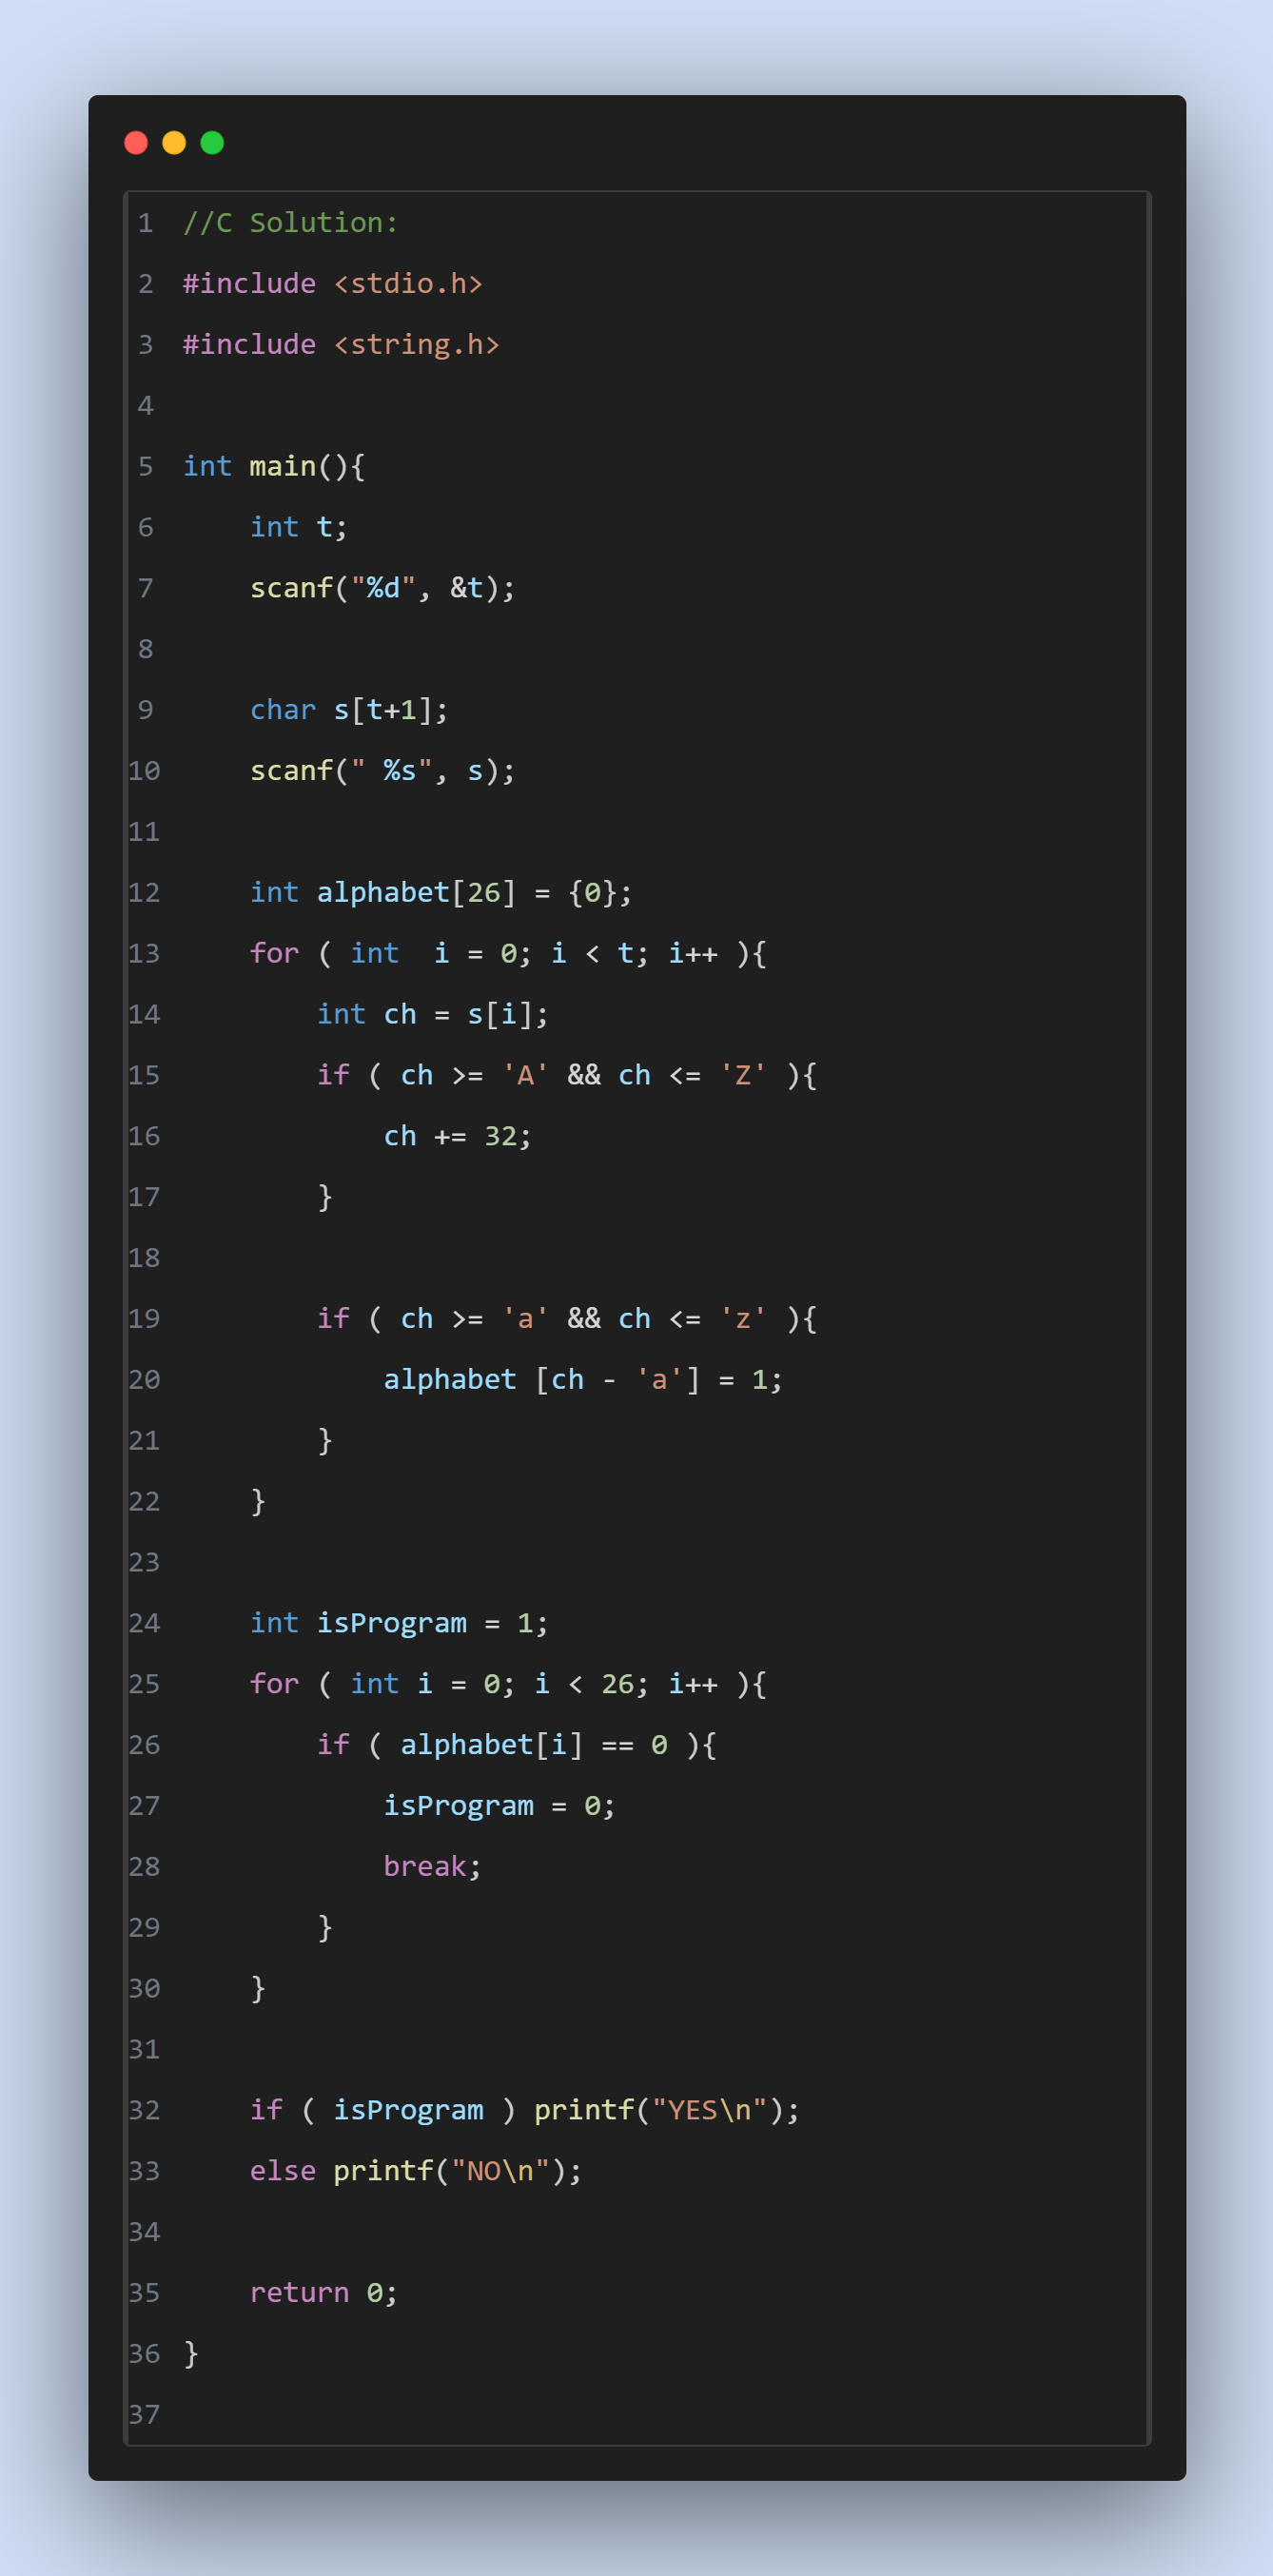 1 //C Solution:
2 #include <stdio.h>
3 #include <string.h>
4
5 int main(){
6     int t;
7     scanf("%d", &t);
8
9     char s[t+1];
10     scanf(" %s", s);
11
12     int alphabet[26] = {0};
13     for ( int  i = 0; i < t; i++ ){
14         int ch = s[i];
15         if ( ch >= 'A' && ch <= 'Z' ){
16             ch += 32;
17         }
18
19         if ( ch >= 'a' && ch <= 'z' ){
20             alphabet [ch - 'a'] = 1;
21         }
22     }
23
24     int isProgram = 1;
25     for ( int i = 0; i < 26; i++ ){
26         if ( alphabet[i] == 0 ){
27             isProgram = 0;
28             break;
29         }
30     }
31
32     if ( isProgram ) printf("YES\n");
33     else printf("NO\n");
34
35     return 0;
36 }
37